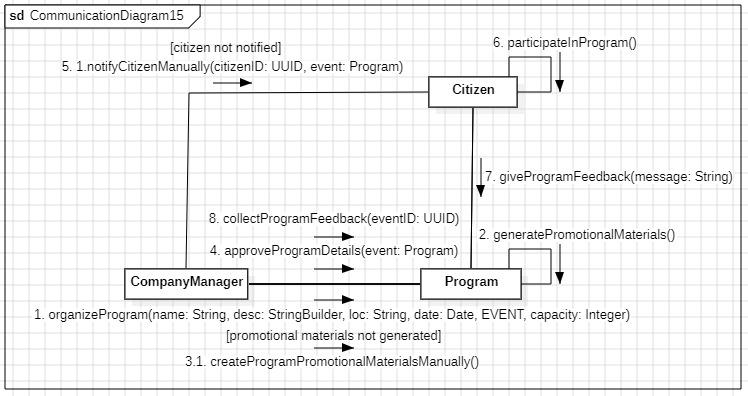 sd CommunicationDiagram15
[citizen not notified]
5. 1.notifyCitizenManually(citizenID: UUID, event: Program)
6. participateInProgram()
Citizen
7. giveProgramFeedback(message: String)
8. collectProgramFeedback(eventID: UUID)
2. generatePromotionalMaterials()
4. approveProgramDetails(event: Program)
CompanyManager
Program
1. organizeProgram(name: String, desc: StringBuilder, loc: String, date: Date, EVENT, capacity: Integer)
[promotional materials not generated]
3.1. createProgramPromotionalMaterialsManually()